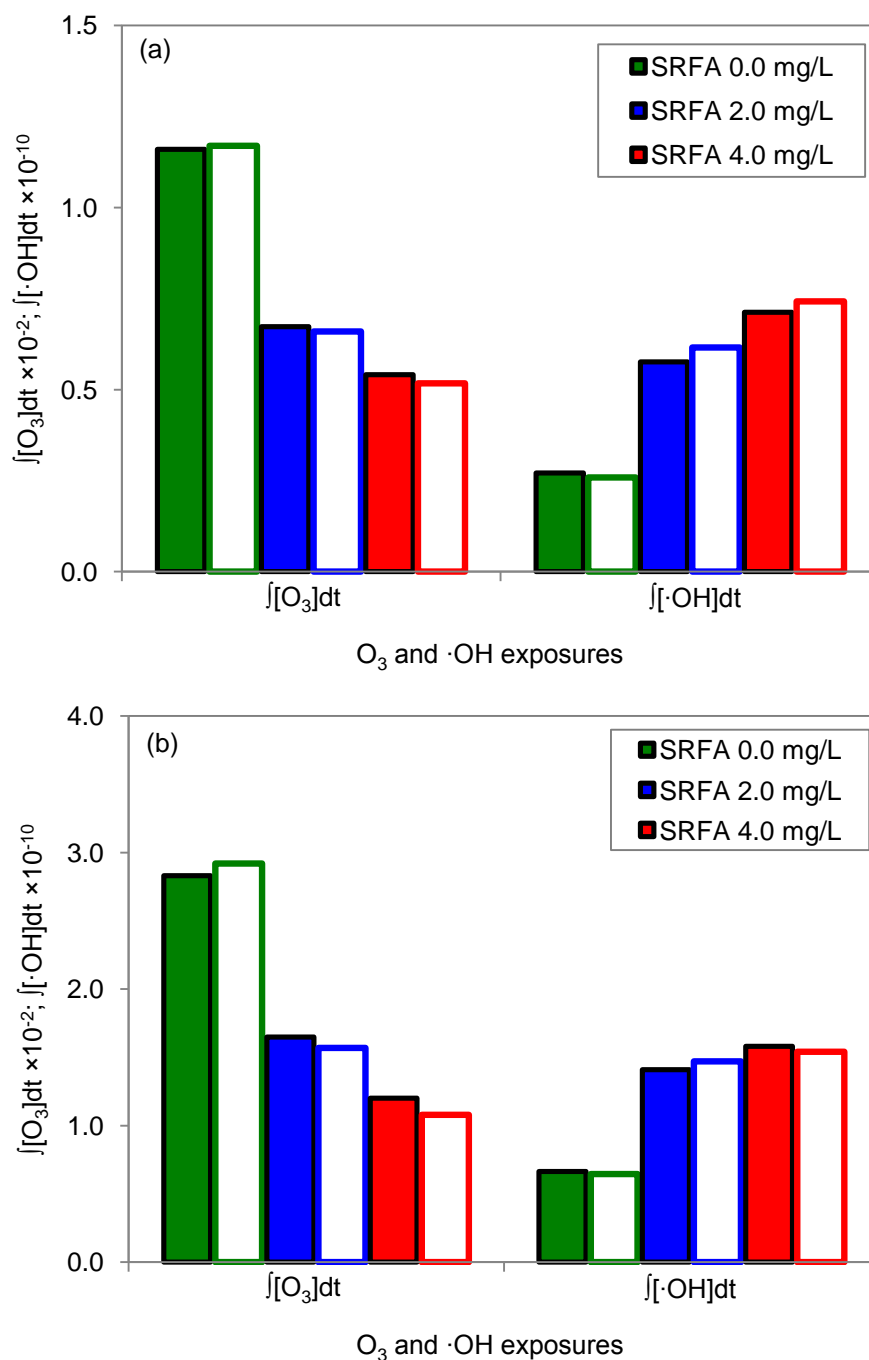 (a)
SRFA 0.0 mg/L
SRFA 2.0 mg/L
SRFA 4.0 mg/L
∫[O₃]dt ×10⁻²; ∫[·OH]dt ×10⁻¹⁰
1.5
1.0
0.5
0.0
∫[O₃]dt
∫[·OH]dt
O₃ and ·OH exposures
(b)
SRFA 0.0 mg/L
SRFA 2.0 mg/L
SRFA 4.0 mg/L
∫[O₃]dt ×10⁻²; ∫[·OH]dt ×10⁻¹⁰
4.0
3.0
2.0
1.0
0.0
∫[O₃]dt
∫[·OH]dt
O₃ and ·OH exposures